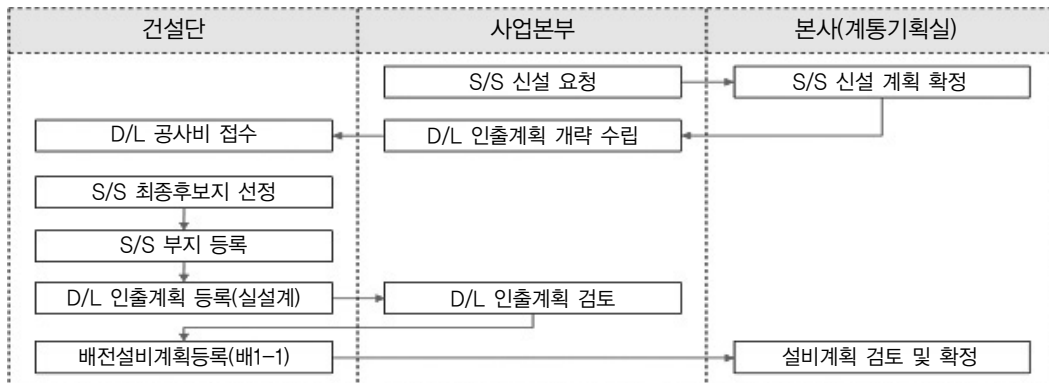 건설단
사업본부
본사(계통기획실)
S/S 신설 요청
S/S 신설 계획 확정
D/L 공사비 접수
D/L 인출계획 개략 수립
S/S 최종후보지 선정
S/S 부지 등록
D/L 인출계획 등록(실설계)
D/L 인출계획 검토
배전설비계획등록(배1-1)
설비계획 검토 및 확정